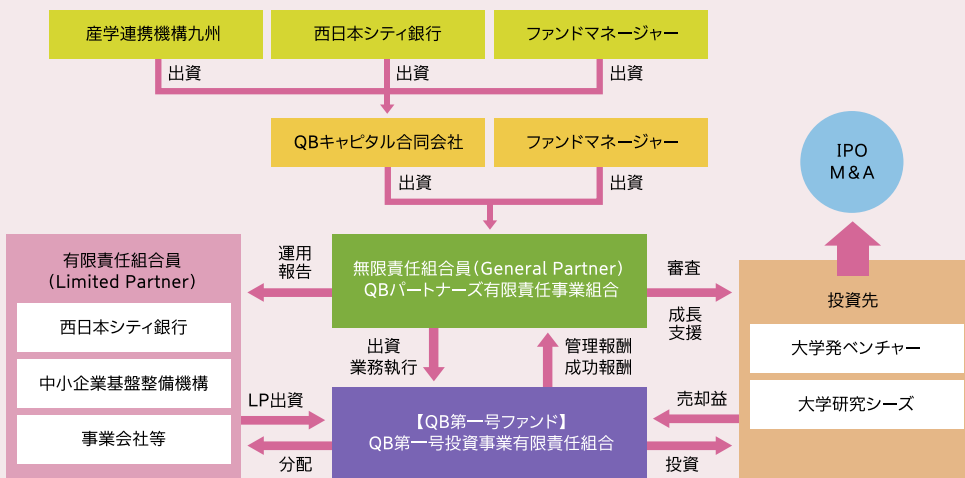 産学連携機構九州
西日本シティ銀行
ファンドマネージャー
出資
出資
出資
QBキャピタル合同会社
ファンドマネージャー
出資
出資
IPO
M&A
有限責任組合員
(Limited Partner)
西日本シティ銀行
中小企業基盤整備機構
事業会社等
運用
報告
無限責任組合員(General Partner)
QBパートナーズ有限責任事業組合
審査
成長
支援
投資先
大学発ベンチャー
大学研究シーズ
出資
業務執行
管理報酬
成功報酬
LP出資
分配
【QB第一号ファンド】
QB第一号投資事業有限責任組合
売却益
投資